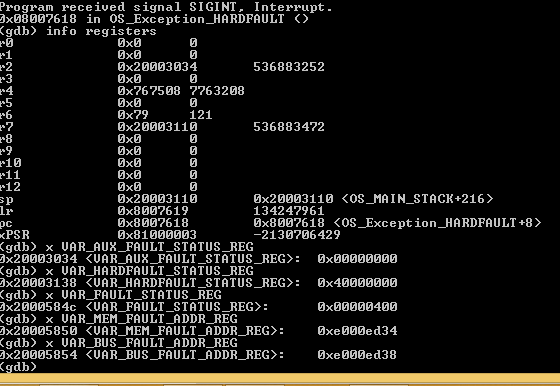 Program received signal SIGINT, Interrupt.
0x08007618 in OS_Exception_HARDFAULT ()
(gdb) info registers
r0 0x0 0
r1 0x0 0
r2 0x20003034 536883252
r3 0x0 0
r4 0x767508 7763208
r5 0x0 0
r6 0x79 121
r7 0x20003110 536883472
r8 0x0 0
r9 0x0 0
r10 0x0 0
r11 0x0 0
r12 0x0 0
sp 0x20003110 0x20003110 <OS_MAIN_STACK+216>
lr 0x8007619 134247961
pc 0x8007618 0x8007618 <OS_Exception_HARDFAULT+8>
xPSR 0x81000003 -2130706429
(gdb) x VAR_AUX_FAULT_STATUS_REG
0x20003034 <VAR_AUX_FAULT_STATUS_REG>: 0x00000000
(gdb) x VAR_HARDFAULT_STATUS_REG
0x20003138 <VAR_HARDFAULT_STATUS_REG>: 0x40000000
(gdb) x VAR_FAULT_STATUS_REG
0x2000584c <VAR_FAULT_STATUS_REG>: 0x00000400
(gdb) x VAR_MEM_FAULT_ADDR_REG
0x20005850 <VAR_MEM_FAULT_ADDR_REG>: 0xe000ed34
(gdb) x VAR_BUS_FAULT_ADDR_REG
0x20005854 <VAR_BUS_FAULT_ADDR_REG>: 0xe000ed38
(gdb)